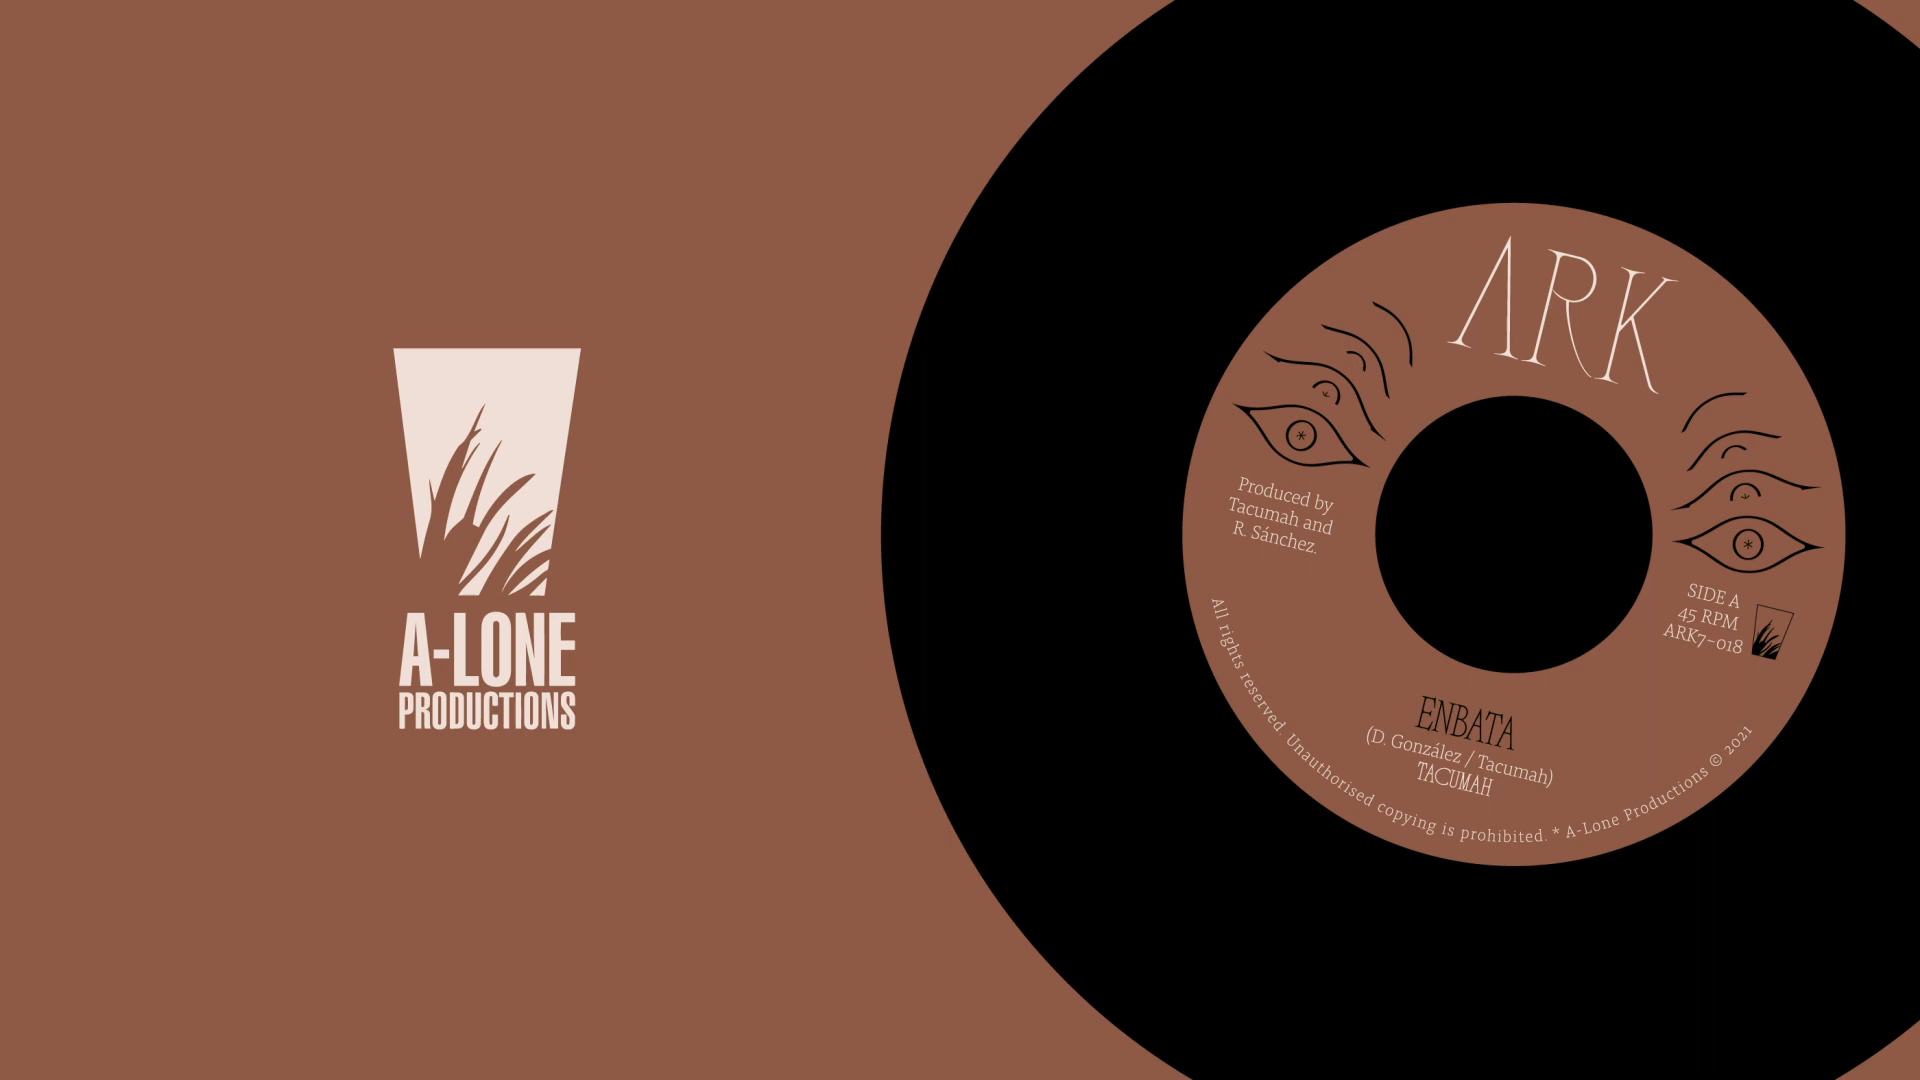 A-LONE
PRODUCTIONS
ARK
Produced by
Tacumah and
R. Sánchez.
SIDE A
45 RPM
ARK7-018
ENBATA
(D. González / Tacumah)
TACUMAH
All rights reserved. Unauthorised copying is prohibited. * A-Lone Productions © 2021